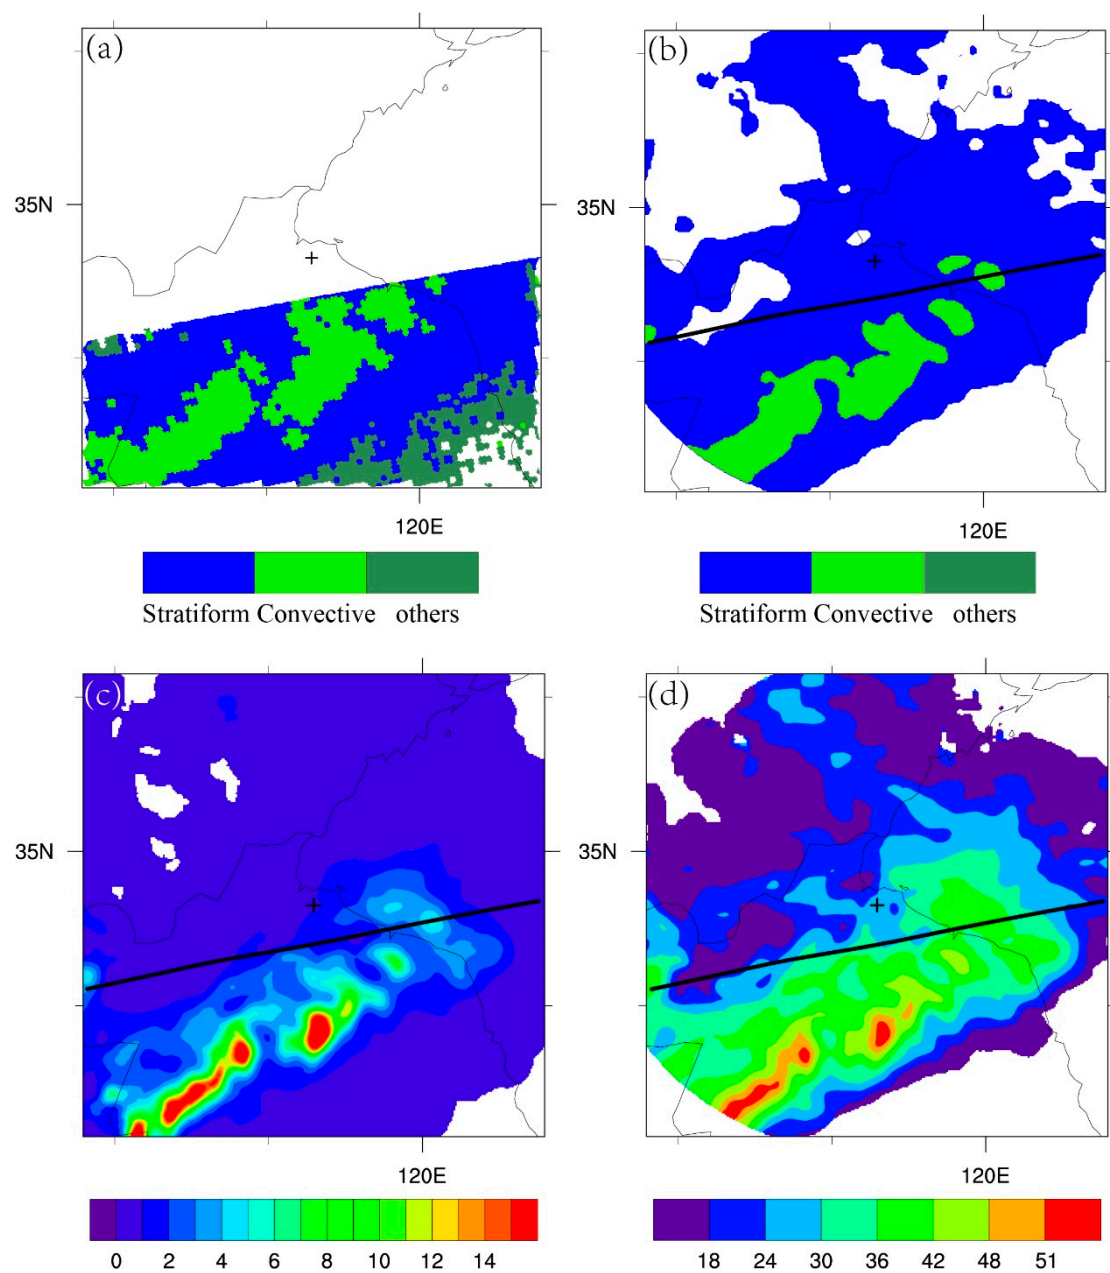 (a)
(b)
35N
35N
120E
120E
Stratiform Convective others
Stratiform Convective others
(c)
(d)
35N
35N
120E
120E
0 2 4 6 8 10 12 14
18 24 30 36 42 48 51